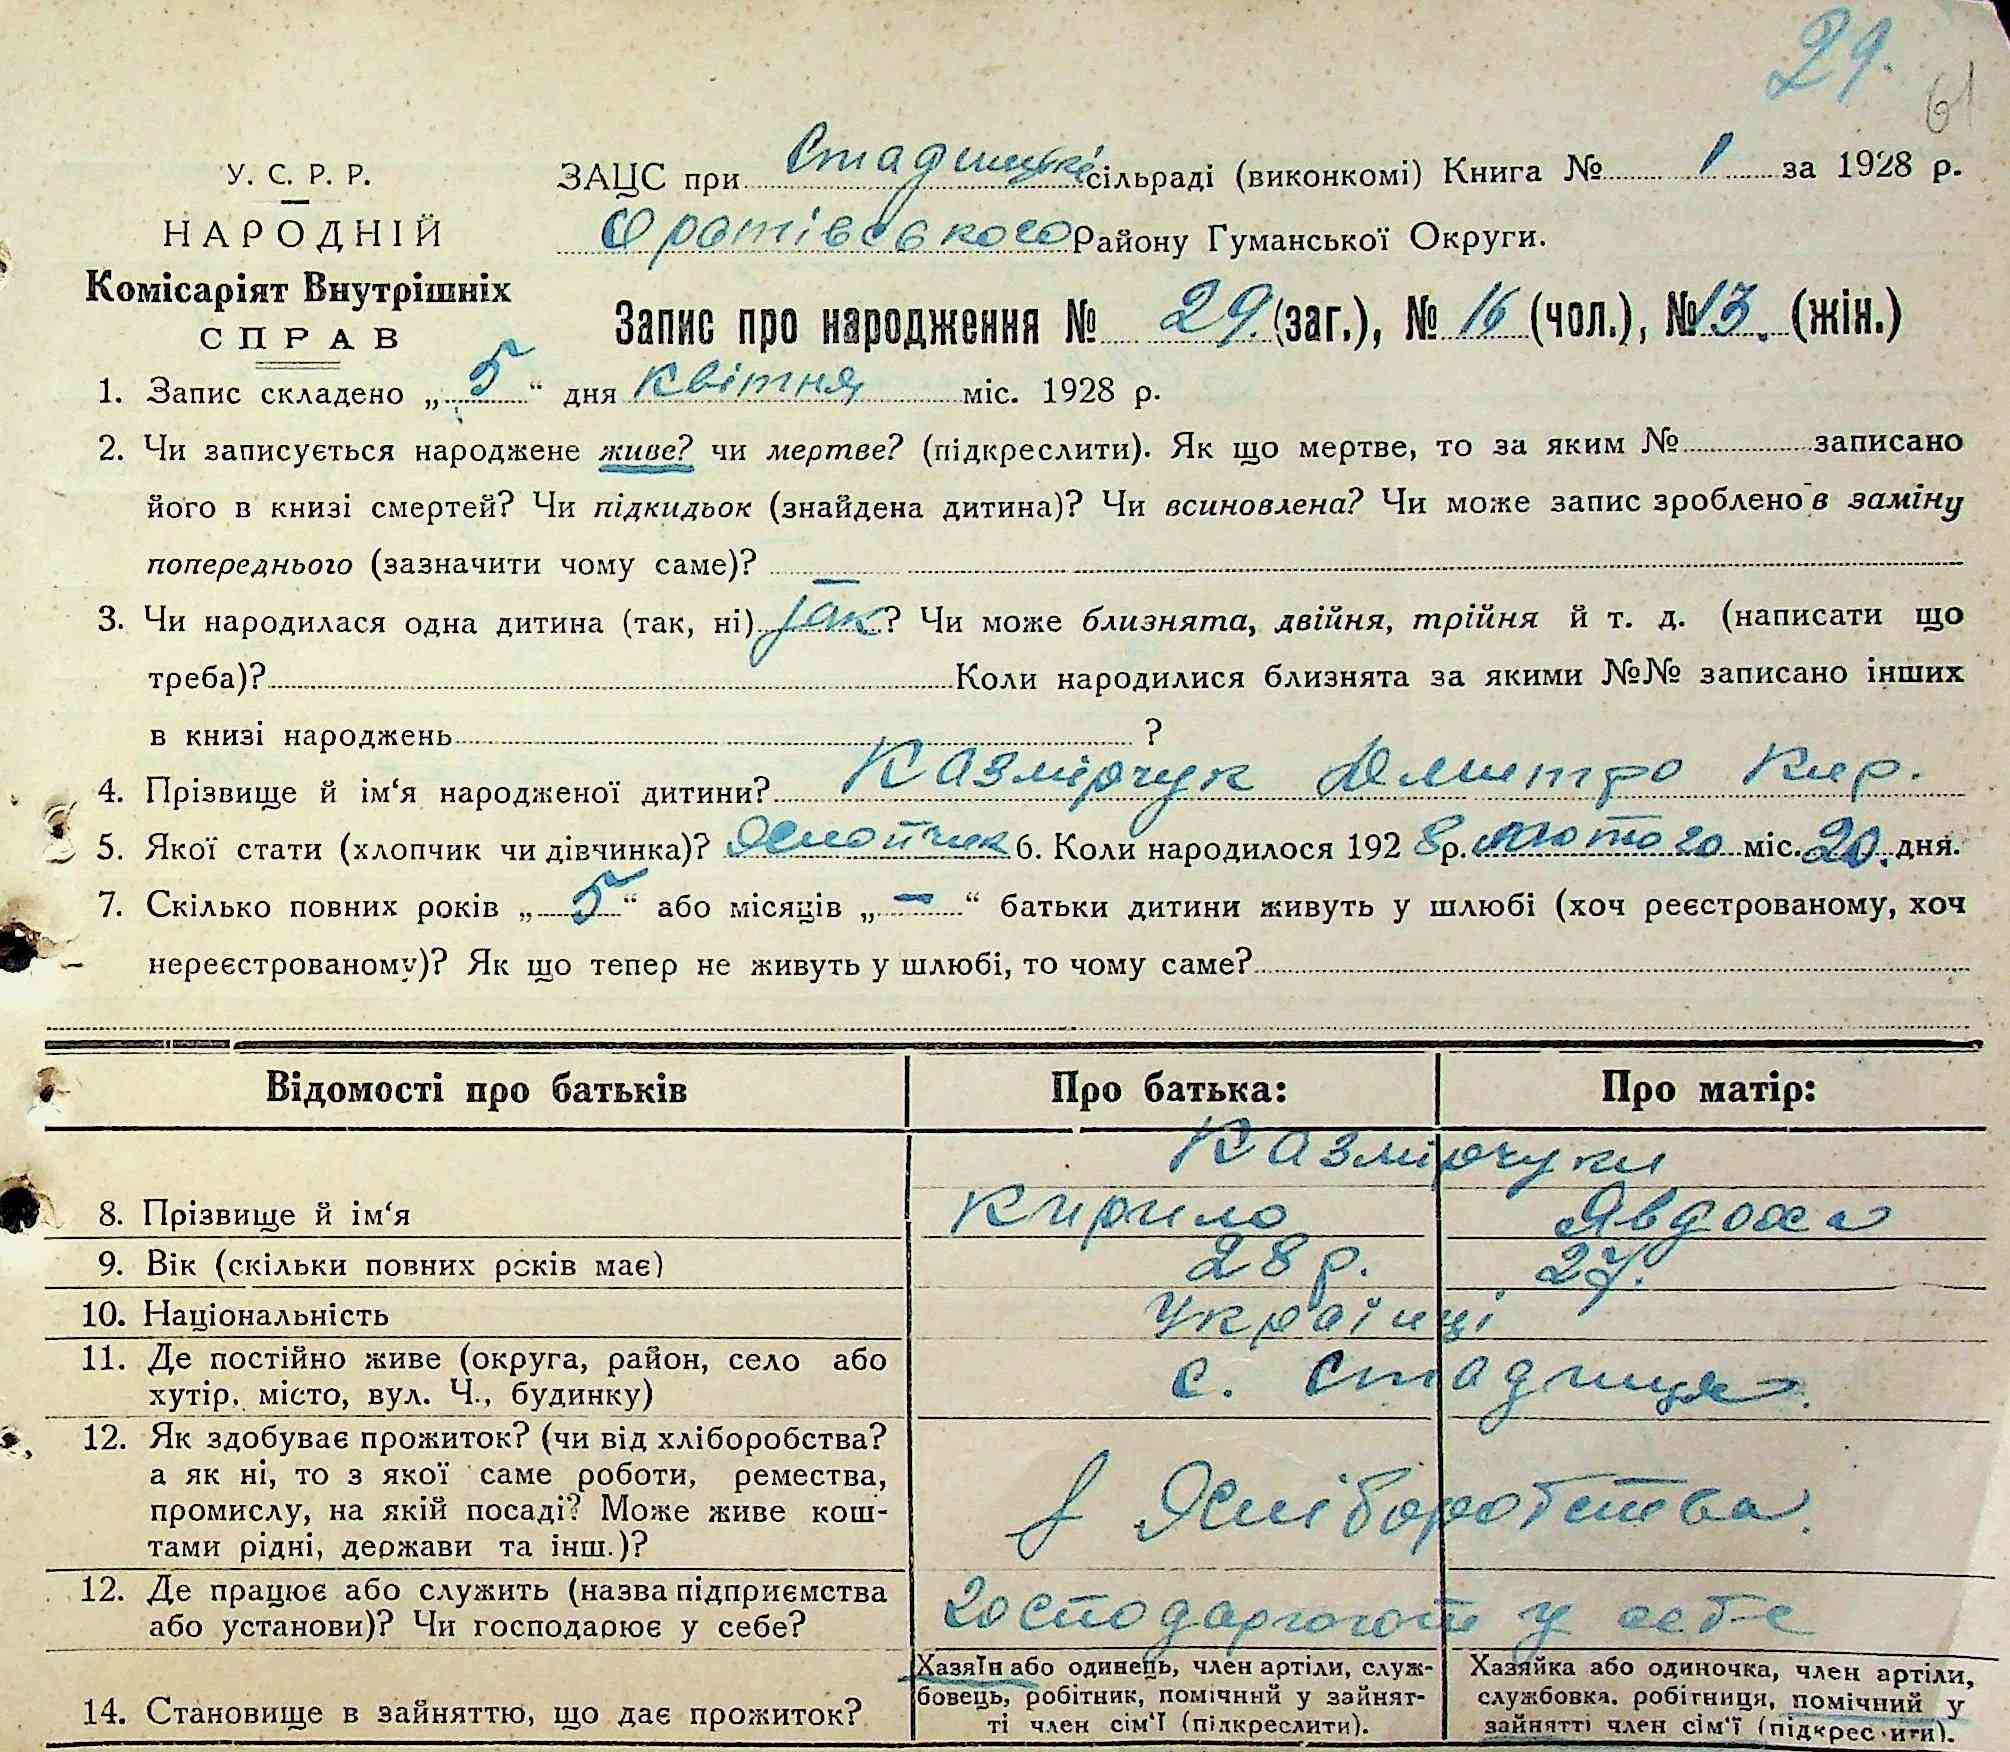 29.
61
У. С. Р. Р.
НАРОДНІЙ
Комісаріят Внутрішніх
СПРАВ
ЗАЦС при Стадницькі сільраді (виконкомі) Книга № 1 за 1928 р.
Оратівського Району Гуманської Округи.
Запис про народження № 29. (заг.), № 16 (чол.), № 13. (жін.)
1. Запис складено „ 5 “ дня квітня міс. 1928 р.
2. Чи записується народжене живе? чи мертве? (підкреслити). Як що мертве, то за яким № записано
його в книзі смертей? Чи підкидьок (знайдена дитина)? Чи всиновлена? Чи може запис зроблено в заміну
попереднього (зазначити чому саме)?
3. Чи народилася одна дитина (так, ні) так ? Чи може близнята, двійня, трійня й т. д. (написати що
треба)? Коли народилися близнята за якими №№ записано інших
в книзі народжень ?
4. Прізвище й ім‘я народженої дитини? Казмірчук Дмитро Кир.
5. Якої стати (хлопчик чи дівчинка)? Хлопчик 6. Коли народилося 1928 р. лютого міс. 20. дня.
7. Скілько повних років „ 5 “ або місяців „ — “ батьки дитини живуть у шлюбі (хоч реєстрованому, хоч
нереєстрованому)? Як що тепер не живуть у шлюбі, то чому саме?
Відомості про батьків Про батька: Про матір:
Казмірчуки
8. Прізвище й ім‘я Кирило Явдоха
9. Вік (скільки повних років має) 28 р. 27.
10. Національність Українці
11. Де постійно живе (округа, район, село або
хутір, місто, вул. Ч., будинку) с. Стадниця.
12. Як здобуває прожиток? (чи від хліборобства?
а як ні, то з якої саме роботи, ремества,
промислу, на якій посаді? Може живе кош-
тами рідні, держави та інш.)? Хліборобства.
12. Де працює або служить (назва підприємства
або установи)? Чи господарює у себе? господарюють у себе
14. Становище в зайняттю, що дає прожиток?
Хазяїн або одинець, член артіли, служ-
бовець, робітник, помічний у зайнят-
ті член сім‘ї (підкреслити).
Хазяйка або одиночка, член артіли,
службовка. робітниця, помічний у
зайнятті член сім‘ї (підкреслити).